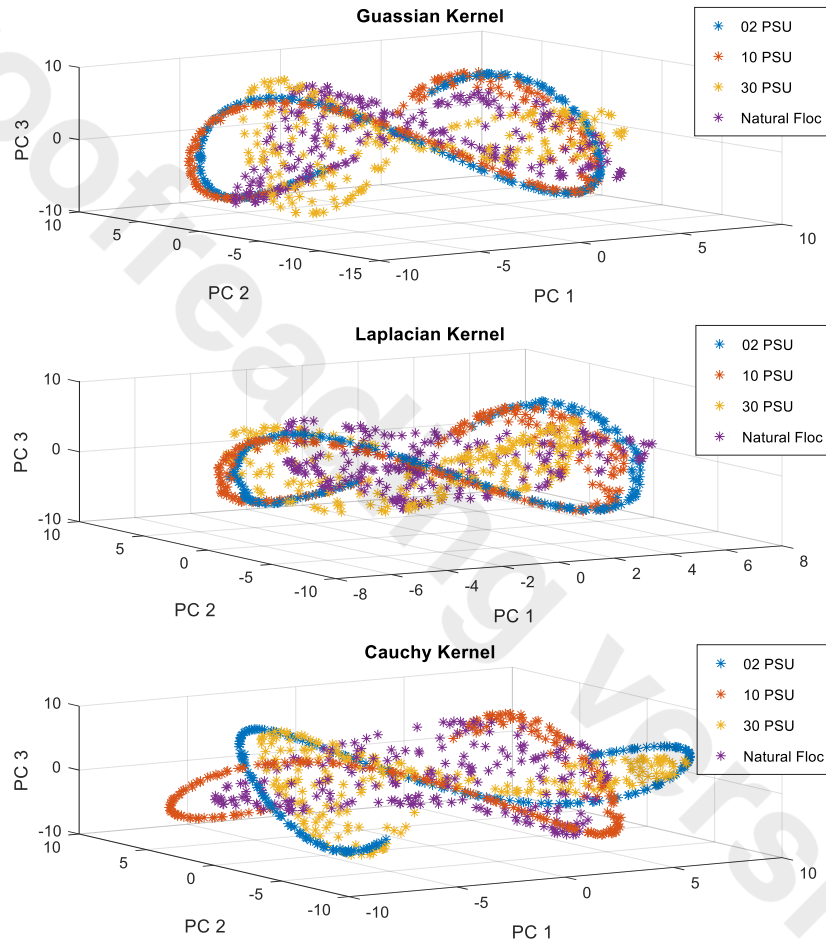 Guassian Kernel
02 PSU
10 PSU
30 PSU
Natural Floc
PC 3
10
0
-10
10
5
0
-5
-10
-15
PC 2
-10
-5
0
5
10
PC 1
Laplacian Kernel
02 PSU
10 PSU
30 PSU
Natural Floc
PC 3
10
0
-10
10
5
0
-5
-10
PC 2
-8
-6
-4
-2
0
2
4
6
8
PC 1
Cauchy Kernel
02 PSU
10 PSU
30 PSU
Natural Floc
PC 3
10
0
-10
10
5
0
-5
-10
PC 2
-10
-5
0
5
10
PC 1
oofreading versi